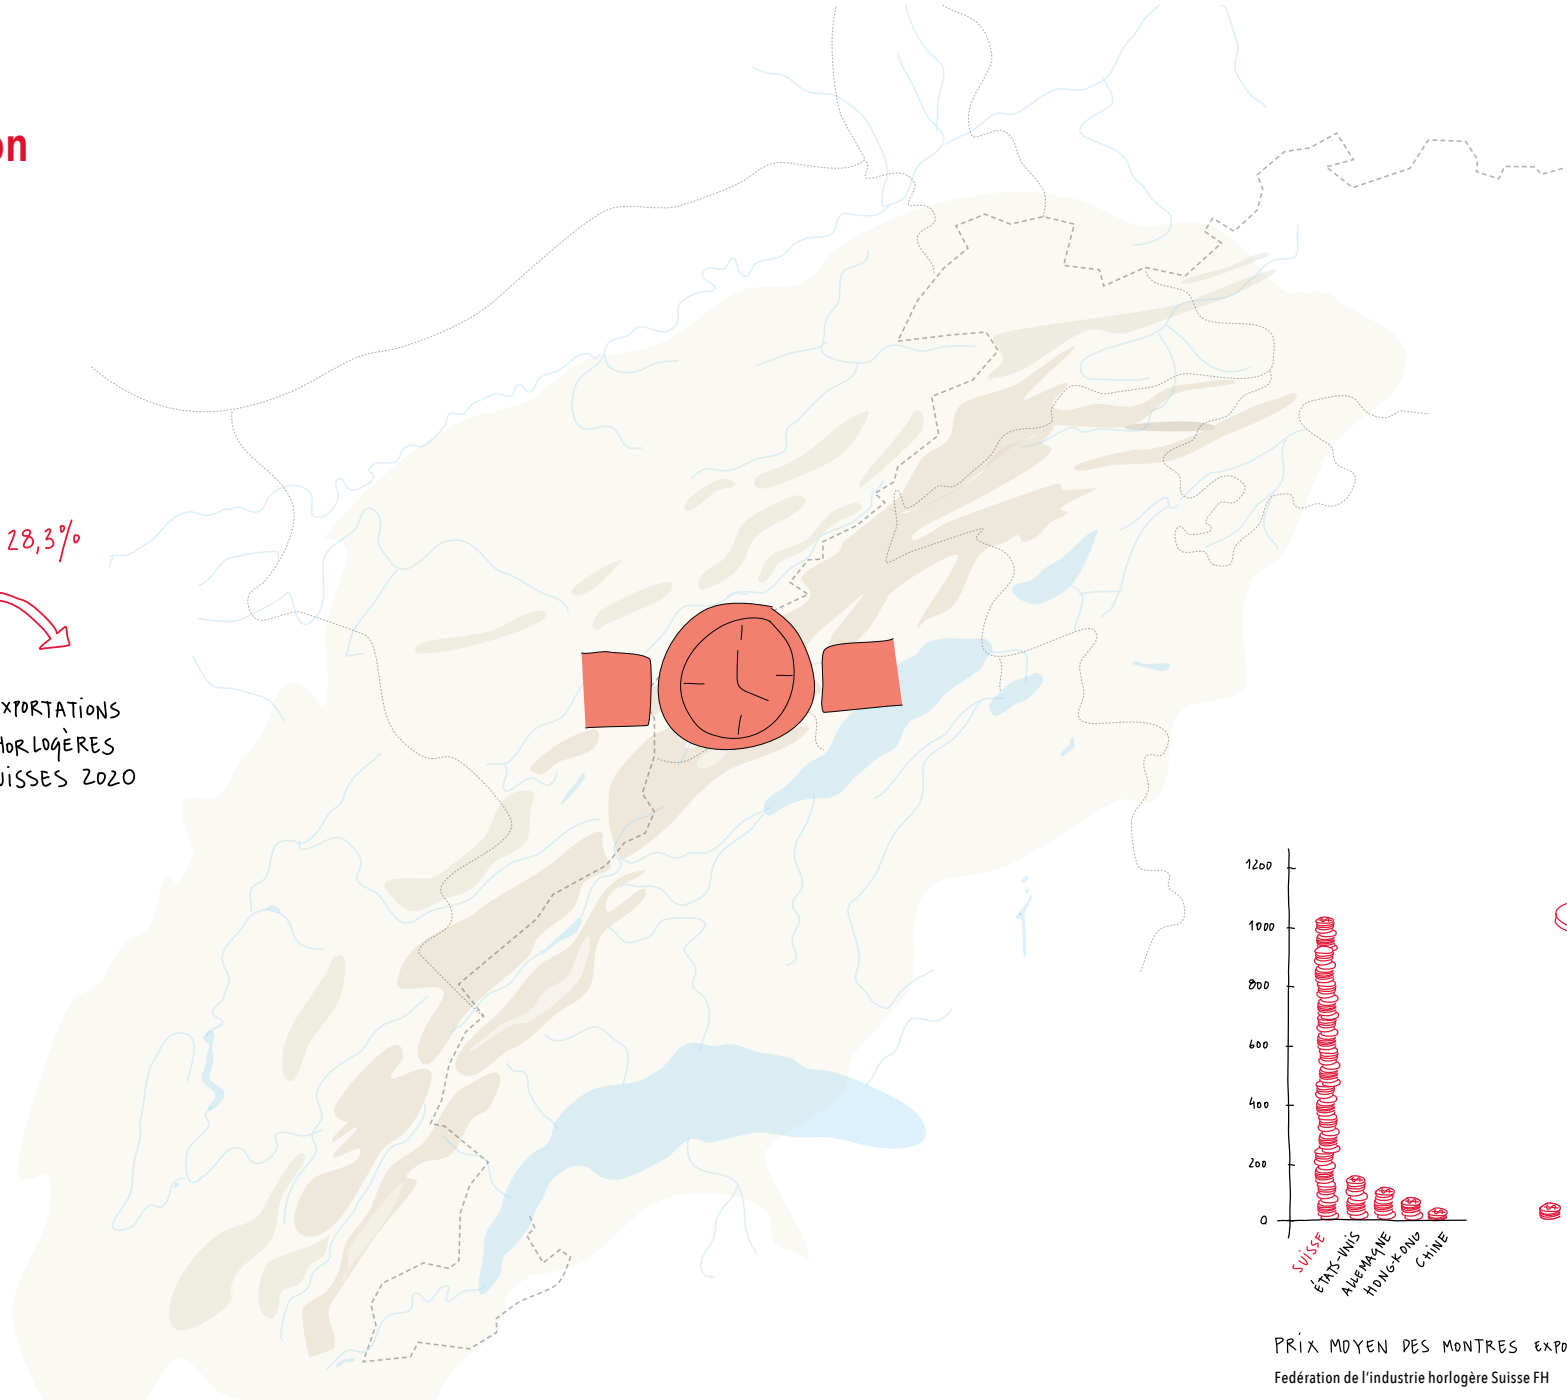 on
28,3%
XPORTATIONS
HORLOGÈRES
UISSES 2020
1200
1000
800
600
400
200
0
SUISSE
ÉTATS-UNIS
ALLEMAGNE
HONG-KONG
CHINE
PRIX MOYEN DES MONTRES EXPO
Fedération de l'industrie horlogère Suisse FH